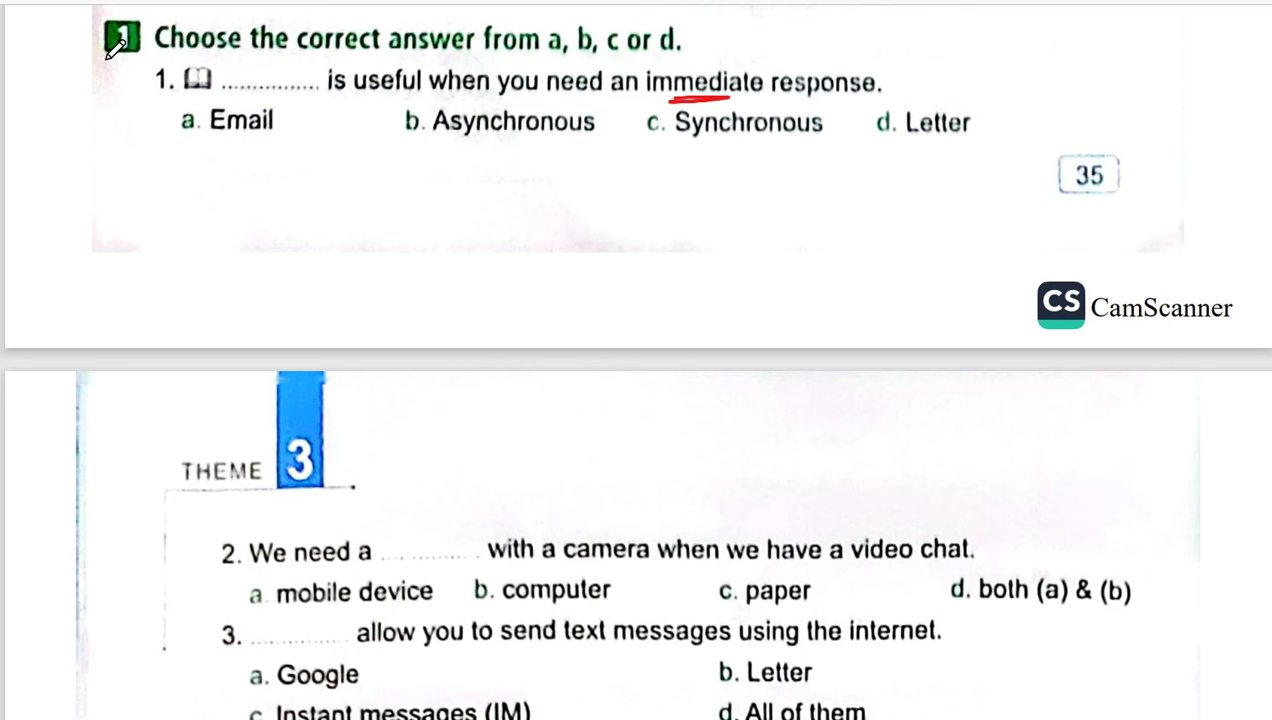 1 Choose the correct answer from a, b, c or d.
1. ............... is useful when you need an immediate response.
a. Email b. Asynchronous c. Synchronous d. Letter
35
CS CamScanner
THEME 3
2. We need a ............... with a camera when we have a video chat.
a. mobile device b. computer c. paper d. both (a) & (b)
3. ............... allow you to send text messages using the internet.
a. Google b. Letter
c. Instant messages (IM) d. All of them